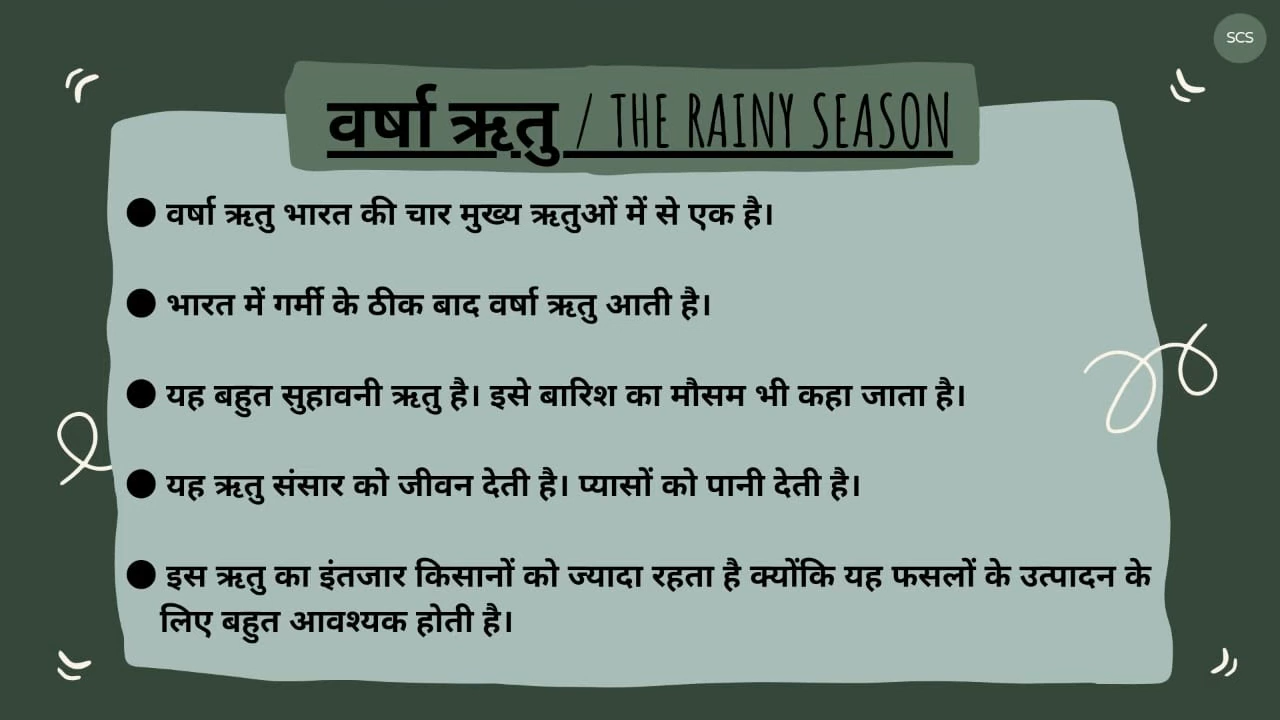 SCS
वर्षा ऋतु / THE RAINY SEASON
● वर्षा ऋतु भारत की चार मुख्य ऋतुओं में से एक है।
● भारत में गर्मी के ठीक बाद वर्षा ऋतु आती है।
● यह बहुत सुहावनी ऋतु है। इसे बारिश का मौसम भी कहा जाता है।
● यह ऋतु संसार को जीवन देती है। प्यासों को पानी देती है।
● इस ऋतु का इंतजार किसानों को ज्यादा रहता है क्योंकि यह फसलों के उत्पादन के
लिए बहुत आवश्यक होती है।